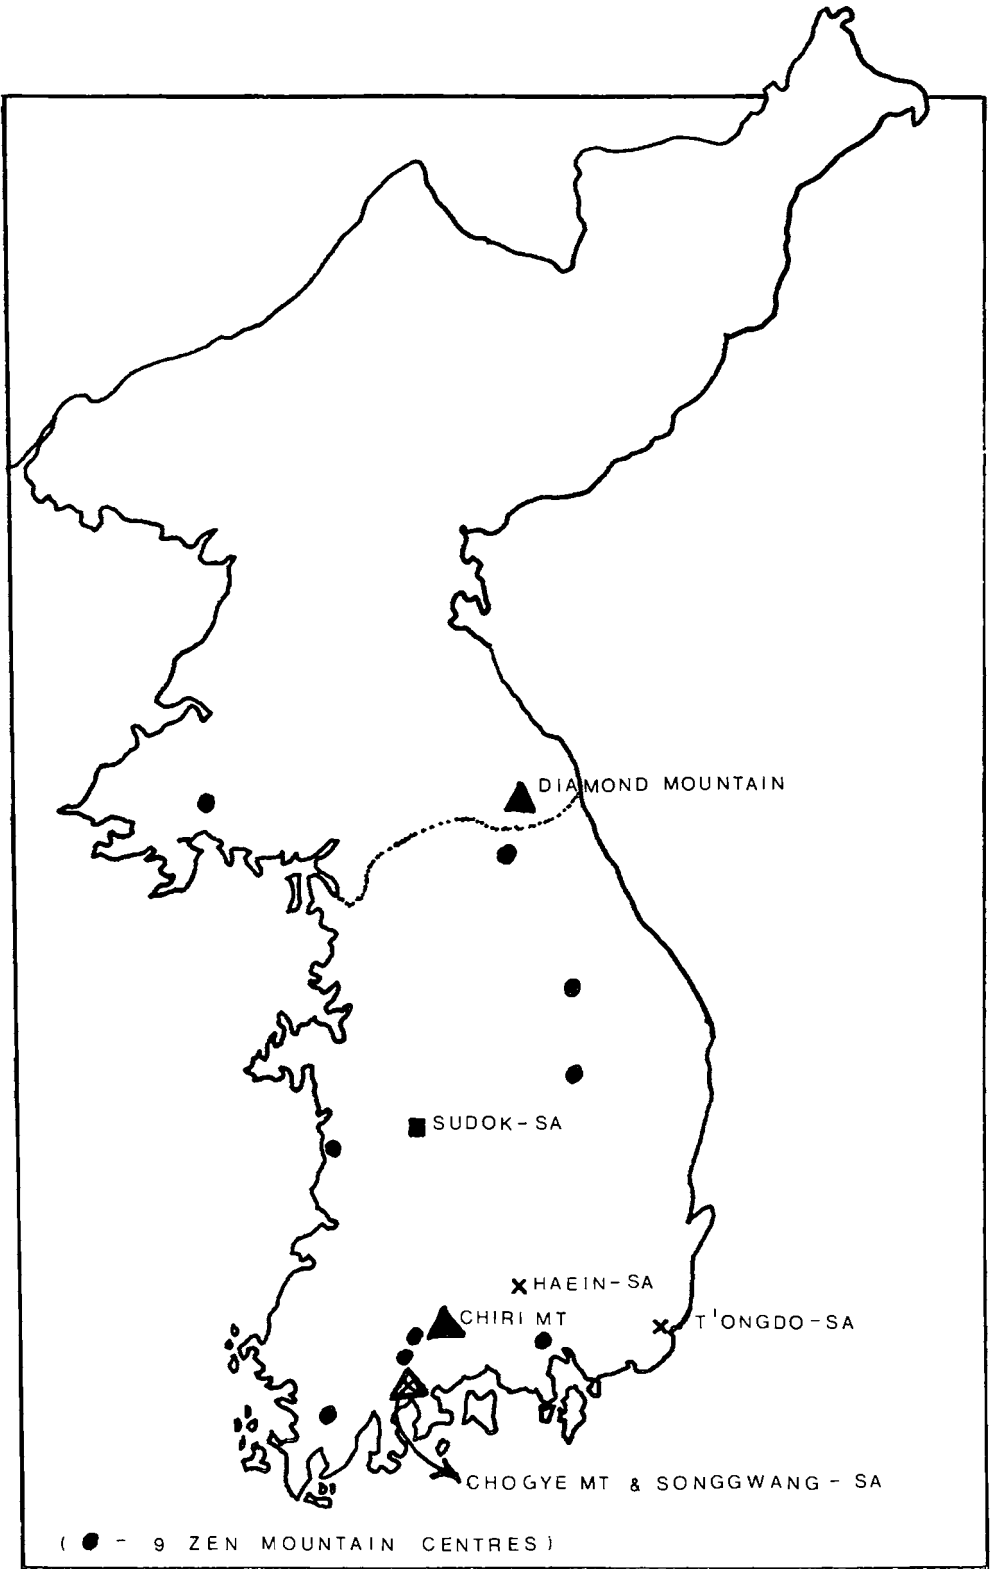 DIAMOND MOUNTAIN
SUDOK-SA
HAEIN-SA
CHIRI MT
T'ONGDO-SA
CHOGYE MT & SONGGWANG-SA
( - 9 ZEN MOUNTAIN CENTRES)